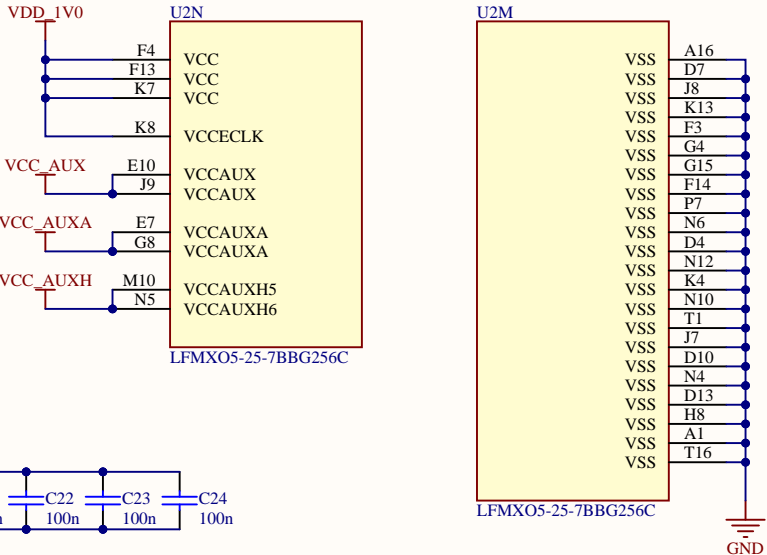 VDD_1V0
U2N
F4 VCC
F13 VCC
K7 VCC
K8 VCCECLK
VCC_AUX
E10 VCCAUX
J9 VCCAUX
VCC_AUXA
E7 VCCAUXA
G8 VCCAUXA
VCC_AUXH
M10 VCCAUXH5
N5 VCCAUXH6
LFMXO5-25-7BBG256C
U2M
VSS A16
VSS D7
VSS J8
VSS K13
VSS F3
VSS G4
VSS G15
VSS F14
VSS P7
VSS N6
VSS D4
VSS N12
VSS K4
VSS N10
VSS T1
VSS J7
VSS D10
VSS N4
VSS D13
VSS H8
VSS A1
VSS T16
LFMXO5-25-7BBG256C
GND
C22 C23 C24
100n 100n 100n